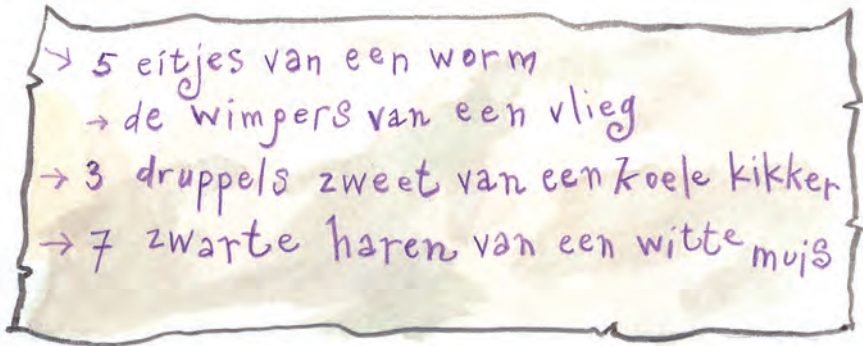 → 5 eitjes van een worm
→ de wimpers van een vlieg
→ 3 druppels zweet van een koele kikker
→ 7 zwarte haren van een witte muis